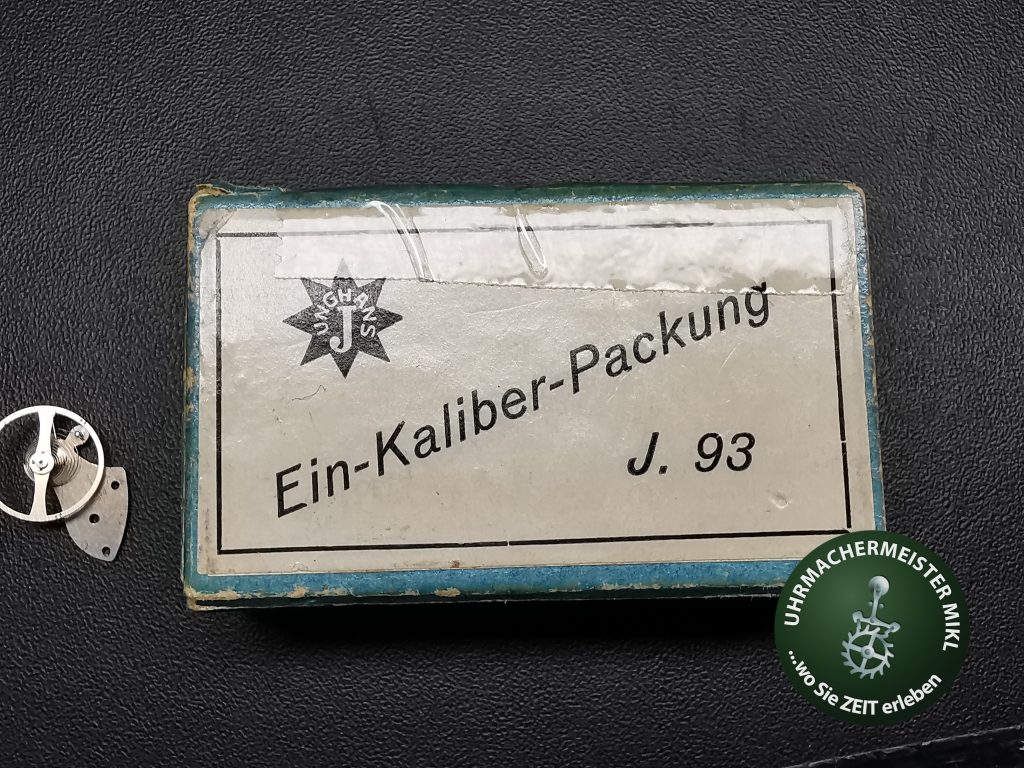 JUNGHANS
J
Ein-Kaliber-Packung
J. 93
UHRMACHERMEISTER MIKL
...wo Sie ZEIT erleben